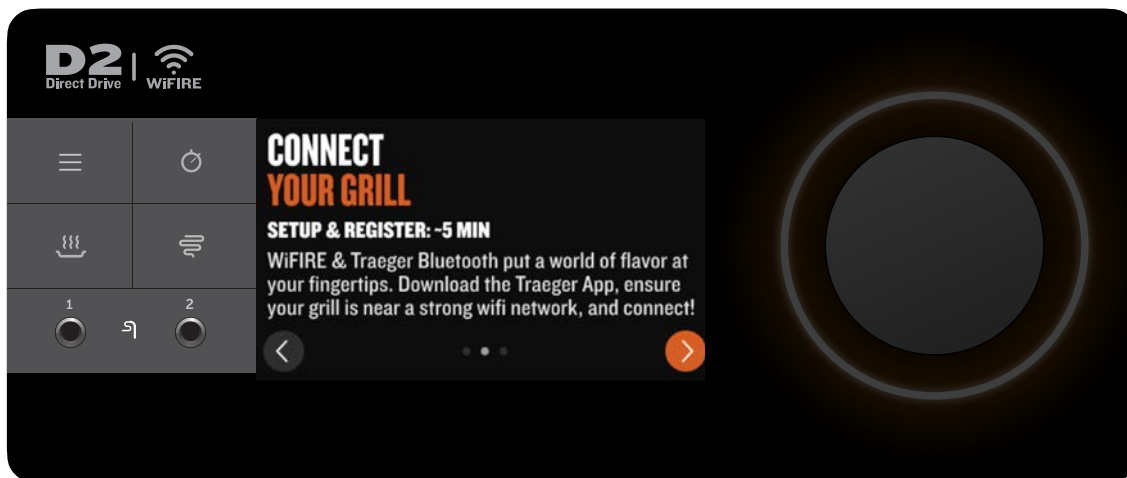 D2
Direct Drive
WiFIRE
CONNECT
YOUR GRILL
SETUP & REGISTER: ~5 MIN
WiFIRE & Traeger Bluetooth put a world of flavor at
your fingertips. Download the Traeger App, ensure
your grill is near a strong wifi network, and connect!
1
2